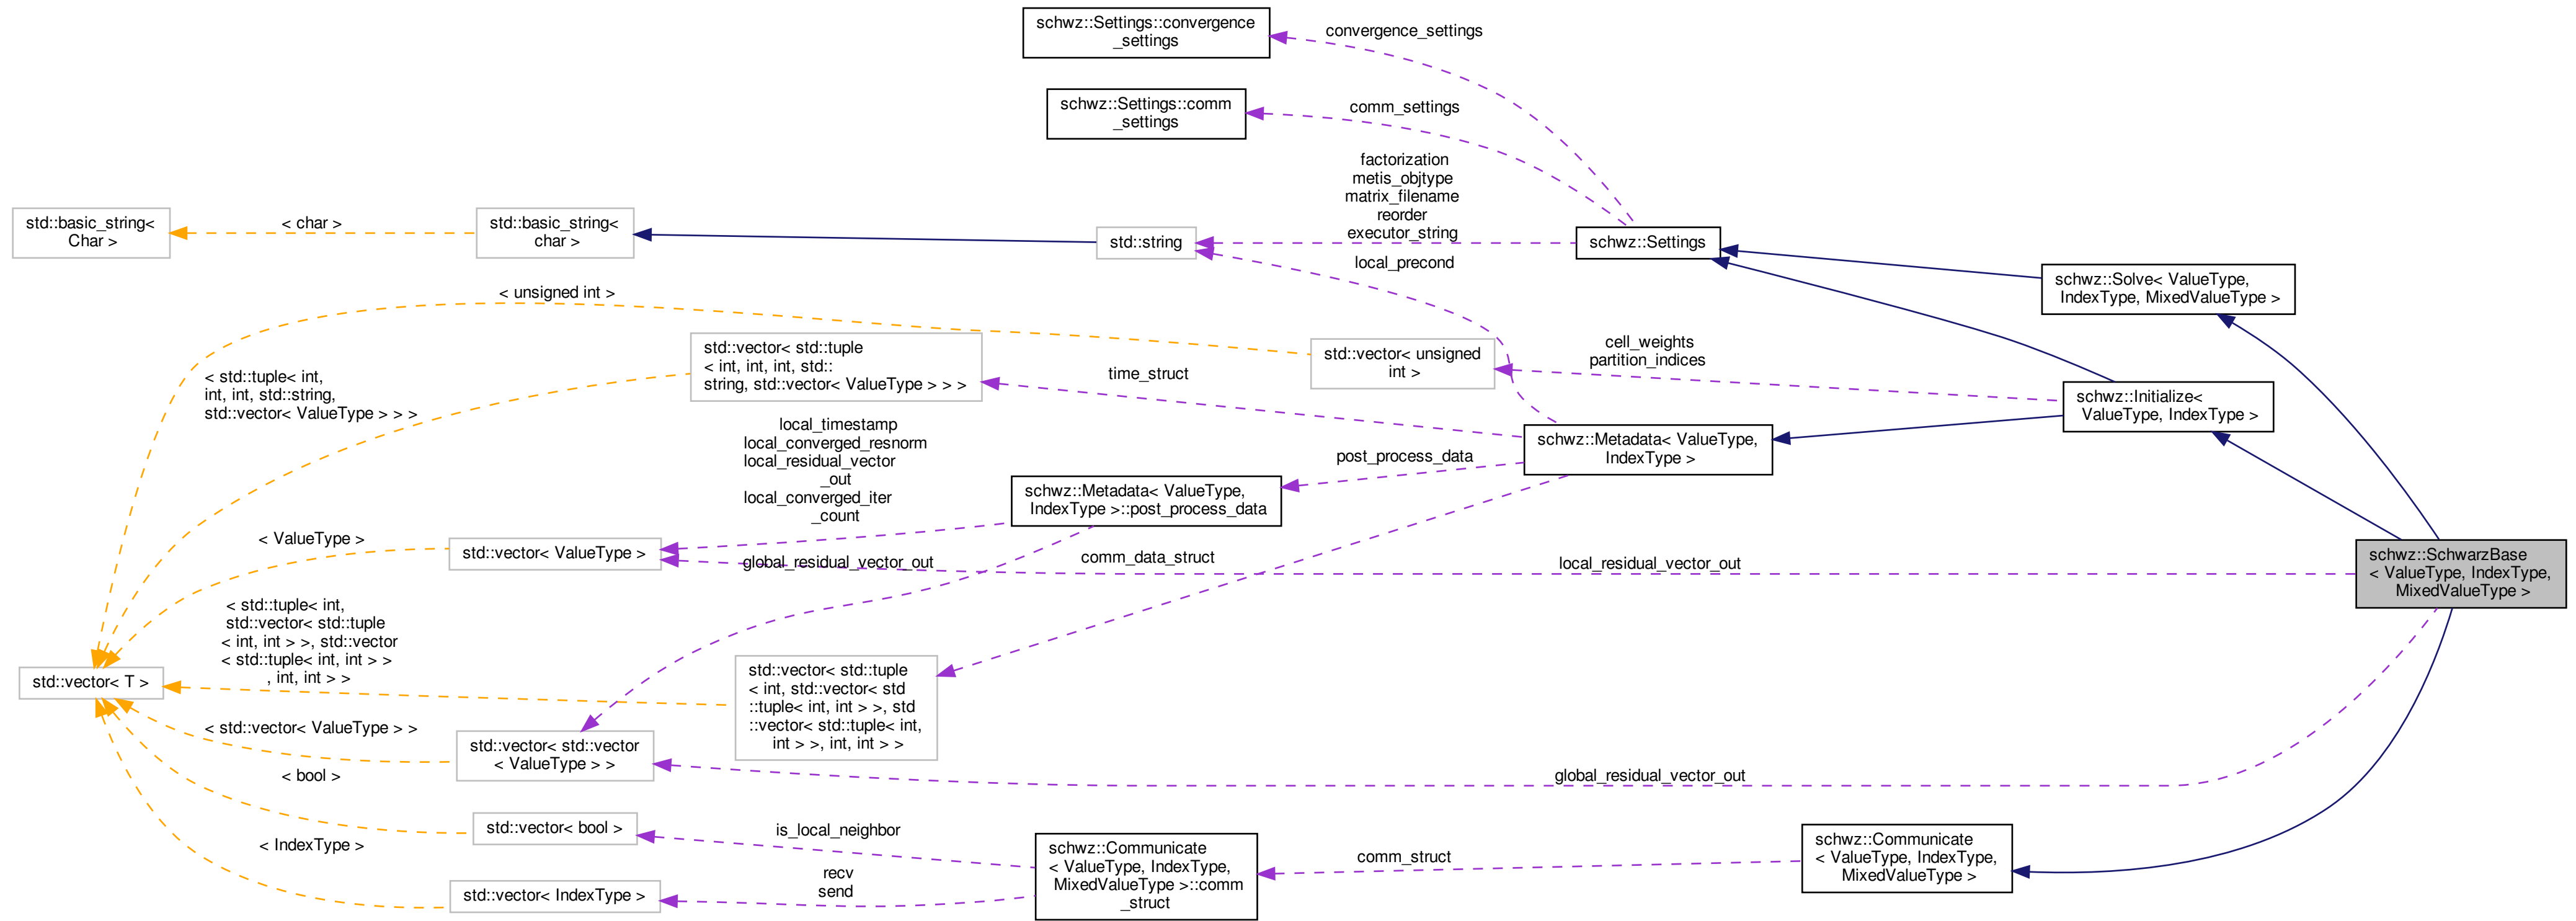 schwz::Settings::convergence
_settings
convergence_settings
schwz::Settings::comm
_settings
comm_settings
factorization
metis_objtype
matrix_filename
reorder
executor_string
std::basic_string<
Char >
< char >
std::basic_string<
char >
std::string
schwz::Settings
local_precond
schwz::Solve< ValueType,
IndexType, MixedValueType >
< unsigned int >
std::vector< std::tuple
< int, int, int, std::
string, std::vector< ValueType > > >
std::vector< unsigned
int >
cell_weights
partition_indices
time_struct
schwz::Initialize<
ValueType, IndexType >
< std::tuple< int,
int, int, std::string,
std::vector< ValueType > > >
local_timestamp
local_converged_resnorm
local_residual_vector
_out
local_converged_iter
_count
schwz::Metadata< ValueType,
IndexType >
post_process_data
schwz::Metadata< ValueType,
IndexType >::post_process_data
< ValueType >
std::vector< ValueType >
global_residual_vector_out
comm_data_struct
local_residual_vector_out
schwz::SchwarzBase
< ValueType, IndexType,
MixedValueType >
< std::tuple< int,
std::vector< std::tuple
< int, int > >, std::vector
< std::tuple< int, int > >
, int, int > >
std::vector< T >
std::vector< std::tuple
< int, std::vector< std
::tuple< int, int > >, std
::vector< std::tuple< int,
int > >, int, int > >
< std::vector< ValueType > >
std::vector< std::vector
< ValueType > >
< bool >
global_residual_vector_out
std::vector< bool >
is_local_neighbor
< IndexType >
schwz::Communicate
< ValueType, IndexType,
MixedValueType >::comm
_struct
comm_struct
schwz::Communicate
< ValueType, IndexType,
MixedValueType >
recv
send
std::vector< IndexType >